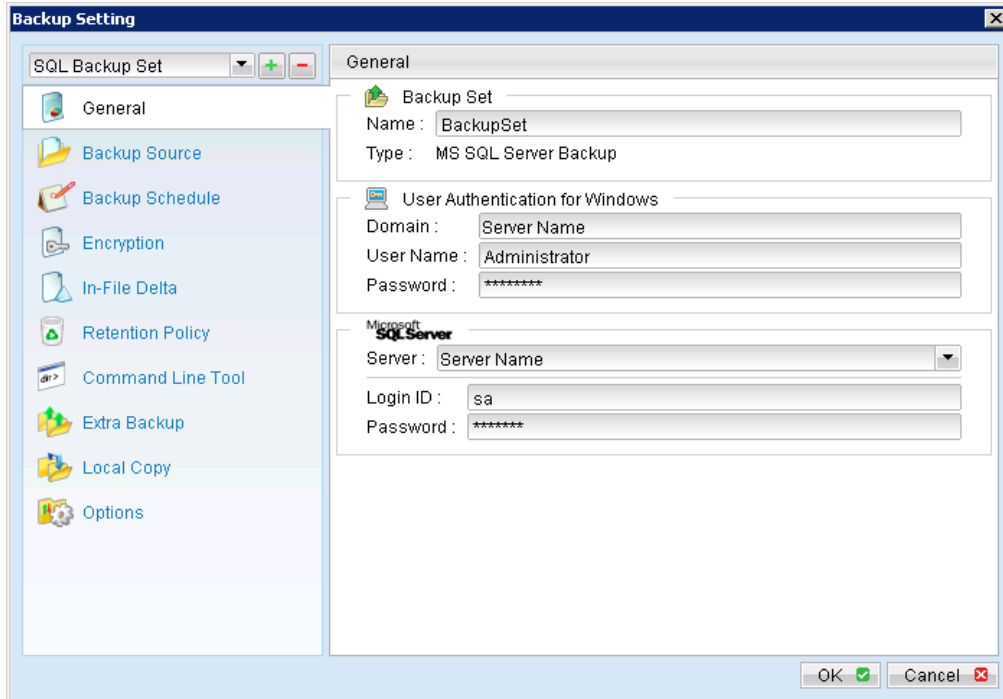 Backup Setting
SQL Backup Set
General
Backup Source
Backup Schedule
Encryption
In-File Delta
Retention Policy
dir>
Command Line Tool
Extra Backup
Local Copy
Options
General
Backup Set
Name : BackupSet
Type : MS SQL Server Backup
User Authentication for Windows
Domain : Server Name
User Name : Administrator
Password : ********
Microsoft
SQL Server
Server : Server Name
Login ID : sa
Password : *******
OK Cancel